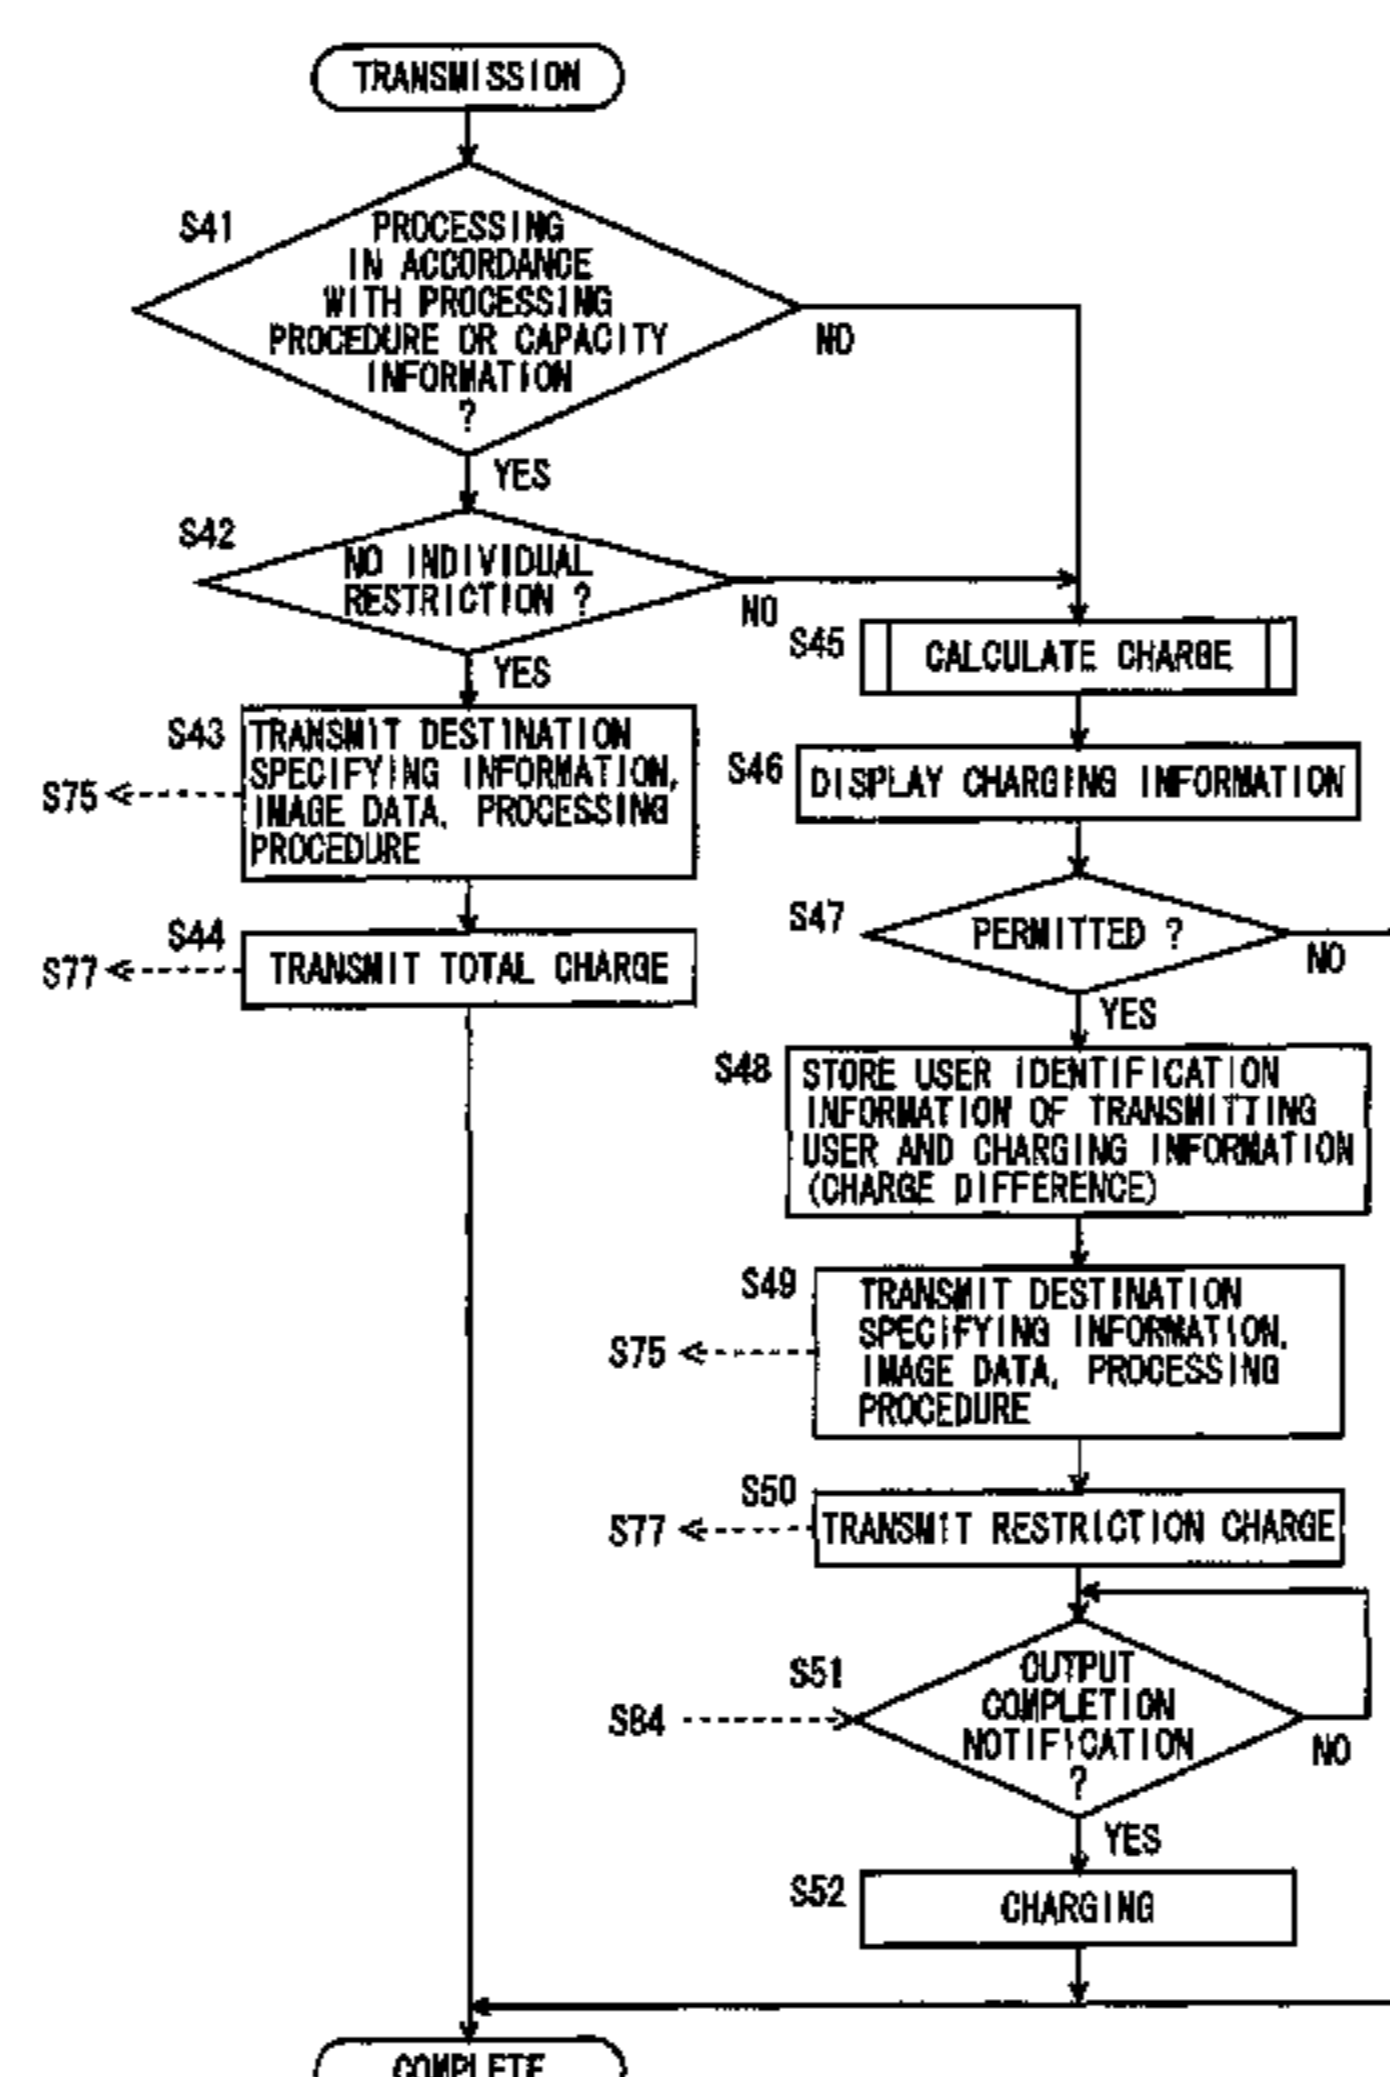 TRANSMISSION
S41
PROCESSING
IN ACCORDANCE
WITH PROCESSING
PROCEDURE OR CAPACITY
INFORMATION
?
NO
YES
S42
NO INDIVIDUAL
RESTRICTION ?
NO
YES
S43
TRANSMIT DESTINATION
SPECIFYING INFORMATION,
IMAGE DATA, PROCESSING
PROCEDURE
S75
S44
TRANSMIT TOTAL CHARGE
S77
S45
CALCULATE CHARGE
S46
DISPLAY CHARGING INFORMATION
S47
PERMITTED ?
NO
YES
S48
STORE USER IDENTIFICATION
INFORMATION OF TRANSMITTING
USER AND CHARGING INFORMATION
(CHARGE DIFFERENCE)
S49
TRANSMIT DESTINATION
SPECIFYING INFORMATION,
IMAGE DATA, PROCESSING
PROCEDURE
S75
S50
TRANSMIT RESTRICTION CHARGE
S77
S51
OUTPUT
COMPLETION
NOTIFICATION
?
S84
NO
YES
S52
CHARGING
COMPLETE